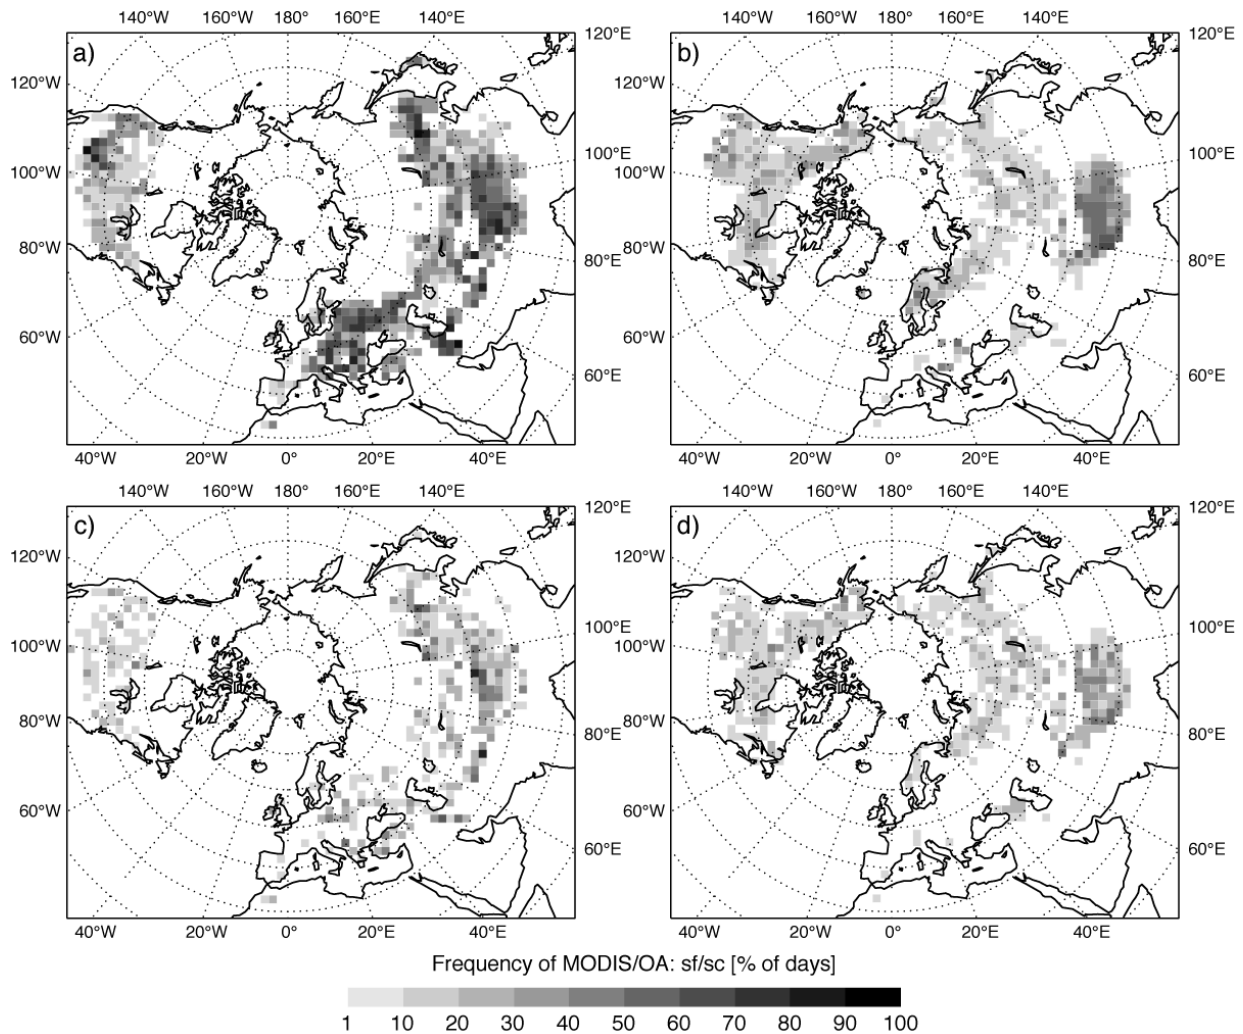 140°W 160°W 180° 160°E 140°E 120°E 140°W 160°W 180° 160°E 140°E 120°E
a) b)
120°W 120°W
100°E 100°E
100°W 100°W
80°W 80°W
80°E 80°E
60°W 60°W
60°E 60°E
40°W 20°W 0° 20°E 40°E 40°W 20°W 0° 20°E 40°E
140°W 160°W 180° 160°E 140°E 120°E 140°W 160°W 180° 160°E 140°E 120°E
c) d)
120°W 120°W
100°E 100°E
100°W 100°W
80°W 80°W
80°E 80°E
60°W 60°W
60°E 60°E
40°W 20°W 0° 20°E 40°E 40°W 20°W 0° 20°E 40°E
Frequency of MODIS/OA: sf/sc [% of days]
1 10 20 30 40 50 60 70 80 90 100